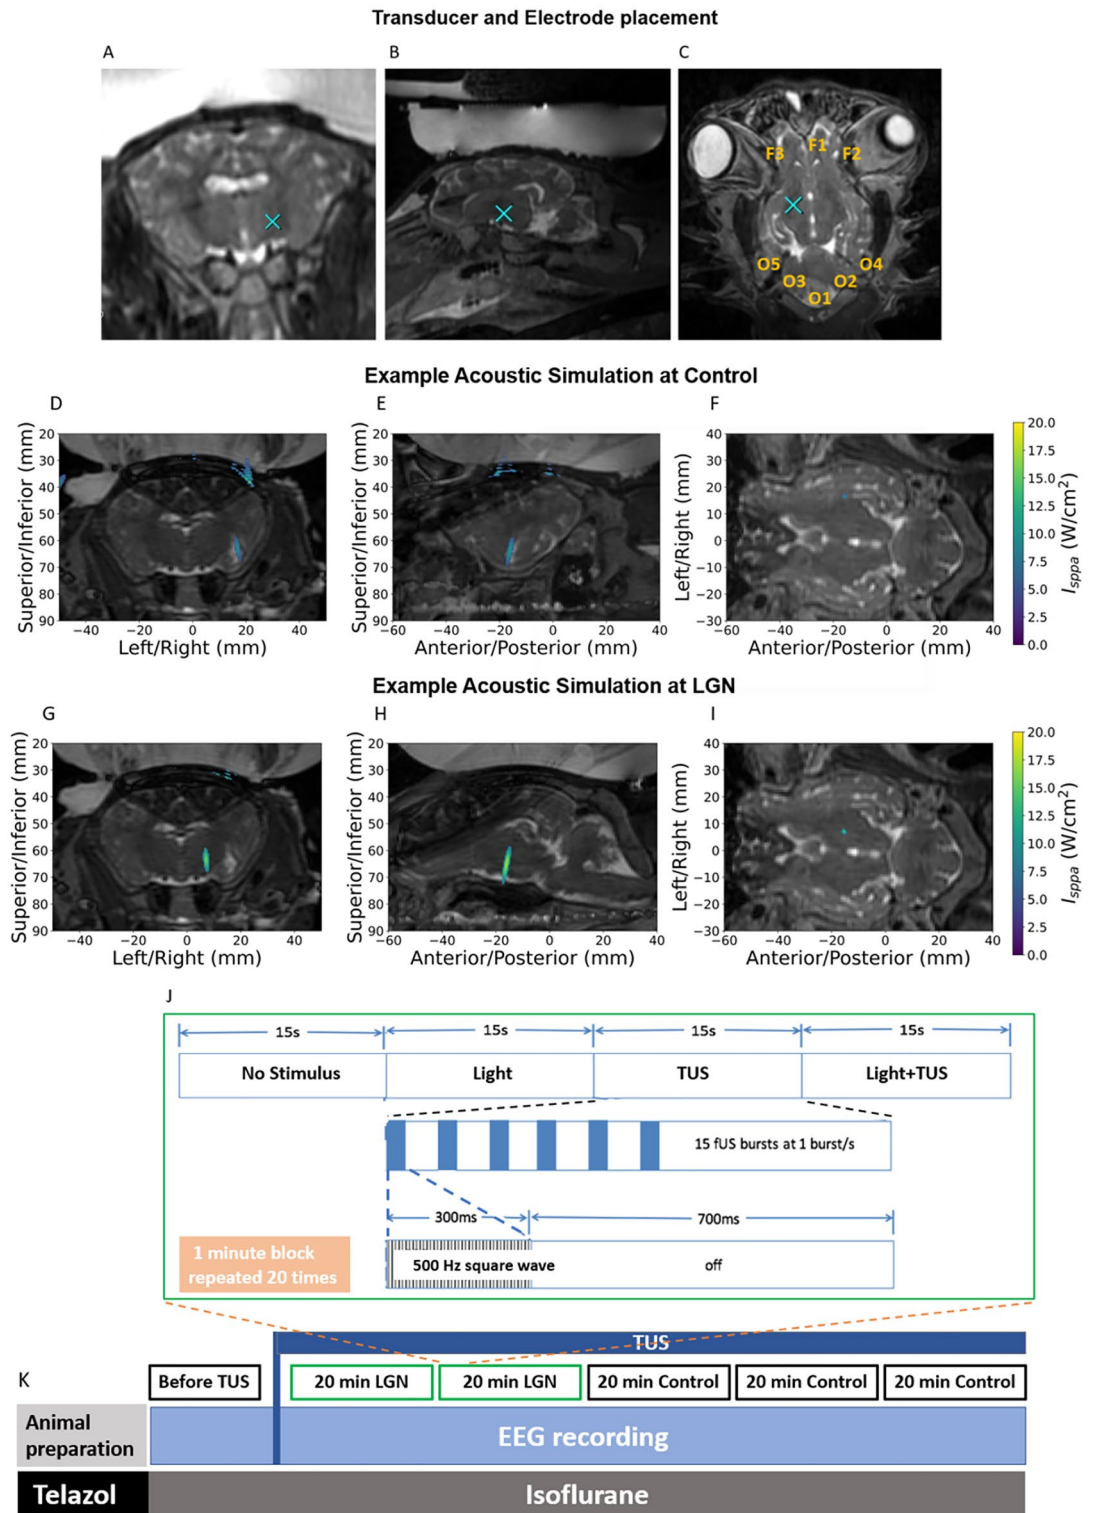 Transducer and Electrode placement
A
B
C
F3
F1
F2
O5
O4
O3
O2
O1
Example Acoustic Simulation at Control
D
E
F
Superior/Inferior (mm)
20
30
40
50
60
70
80
90
−40
−20
0
20
40
Left/Right (mm)
Superior/Inferior (mm)
20
30
40
50
60
70
80
90
−60
−40
−20
0
20
40
Anterior/Posterior (mm)
Left/Right (mm)
40
30
20
10
0
−10
−20
−30
−60
−40
−20
0
20
40
Anterior/Posterior (mm)
20.0
17.5
15.0
12.5
10.0
7.5
5.0
2.5
0.0
Isppa (W/cm²)
Example Acoustic Simulation at LGN
G
H
I
Superior/Inferior (mm)
20
30
40
50
60
70
80
90
−40
−20
0
20
40
Left/Right (mm)
Superior/Inferior (mm)
20
30
40
50
60
70
80
90
−60
−40
−20
0
20
40
Anterior/Posterior (mm)
Left/Right (mm)
40
30
20
10
0
−10
−20
−30
−60
−40
−20
0
20
40
Anterior/Posterior (mm)
20.0
17.5
15.0
12.5
10.0
7.5
5.0
2.5
0.0
Isppa (W/cm²)
J
15s
15s
15s
15s
No Stimulus
Light
TUS
Light+TUS
15 fUS bursts at 1 burst/s
300ms
700ms
500 Hz square wave
off
1 minute block
repeated 20 times
TUS
K
Before TUS
20 min LGN
20 min LGN
20 min Control
20 min Control
20 min Control
Animal
preparation
EEG recording
Telazol
Isoflurane